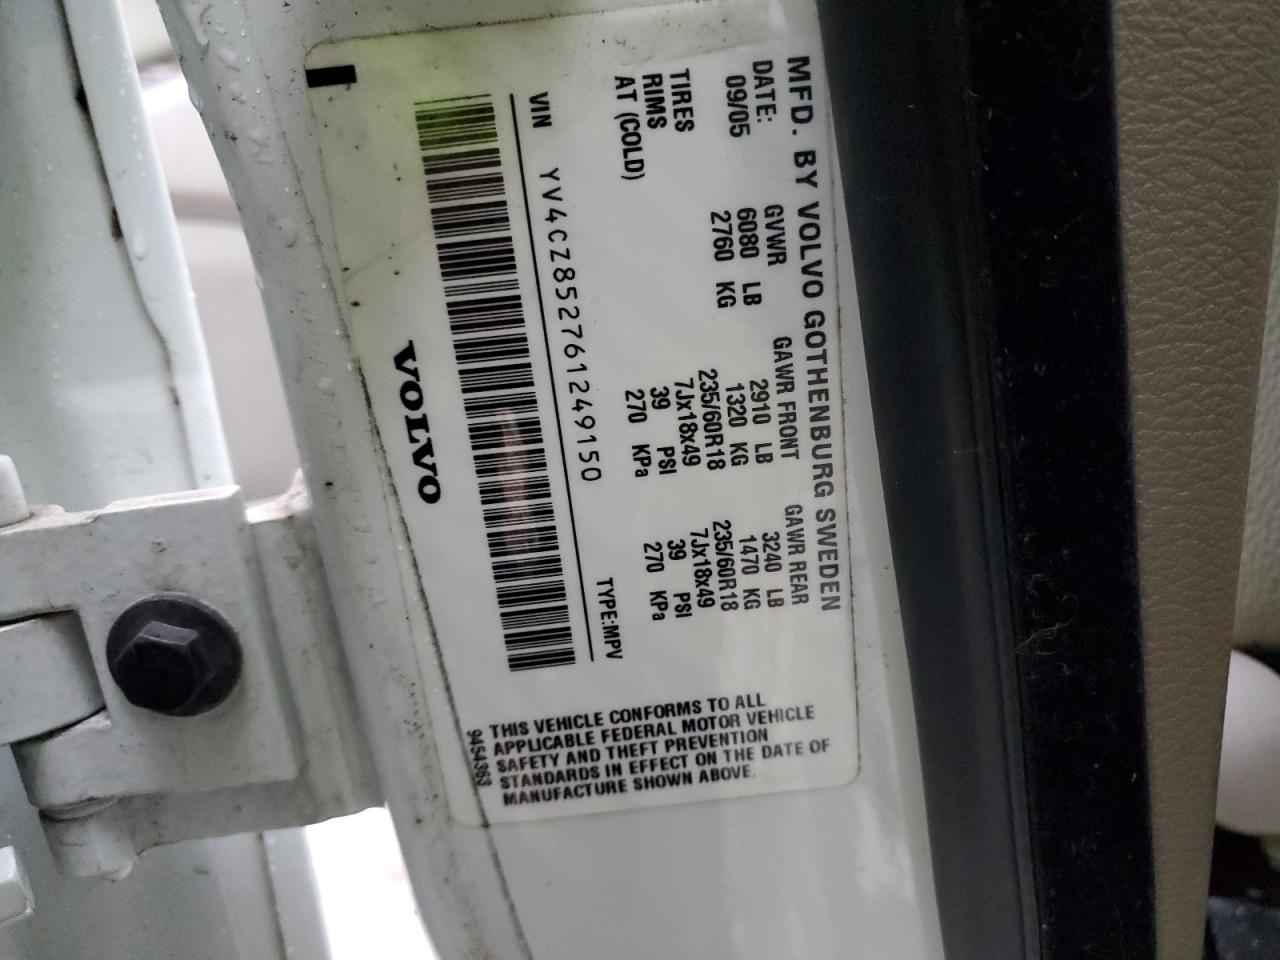 MFD. BY VOLVO GOTHENBURG SWEDEN
DATE: GVWR GAWR FRONT GAWR REAR
09/05 6080 LB 2910 LB 3240 LB
2760 KG 1320 KG 1470 KG
TIRES 235/60R18 235/60R18
RIMS 7Jx18x49 7Jx18x49
AT (COLD) 39 PSI 39 PSI
270 KPa 270 KPa
VIN YV4CZ852761249150 TYPE:MPV
VOLVO
THIS VEHICLE CONFORMS TO ALL
APPLICABLE FEDERAL MOTOR VEHICLE
SAFETY AND THEFT PREVENTION
STANDARDS IN EFFECT ON THE DATE OF
MANUFACTURE SHOWN ABOVE.
9454363